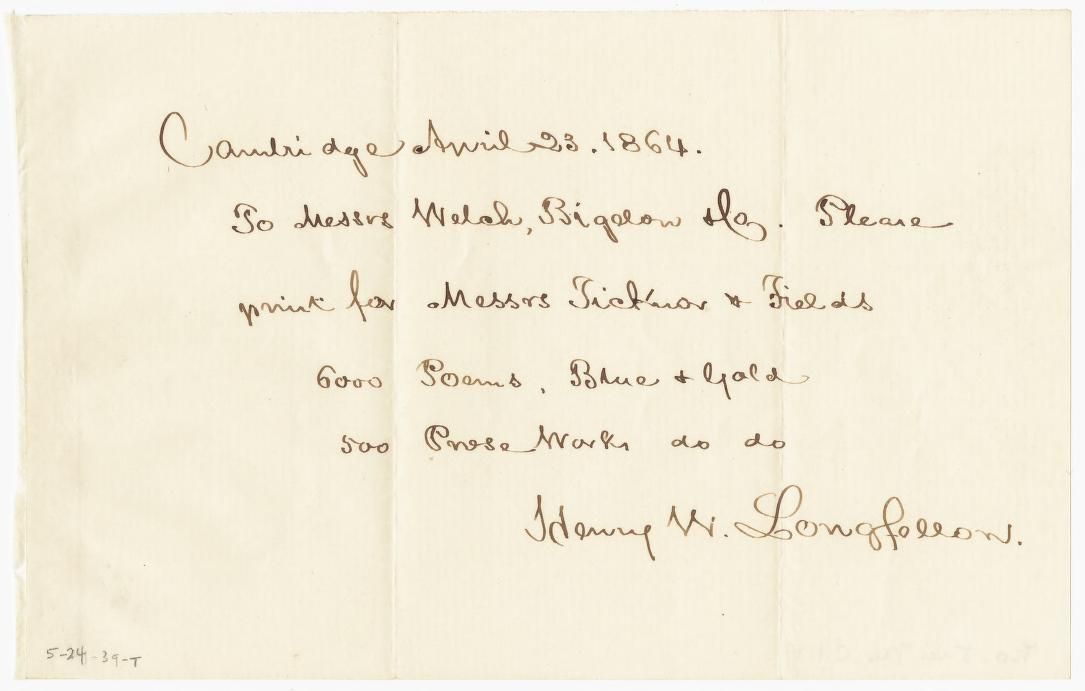 Cambridge April 23. 1864.
To Messrs Welch, Bigelow & Co. Please
print for Messrs Ticknor & Fields
6000 Poems, Blue & Gold
500 Prose Works do do
Henry W. Longfellow.
5-24-39-T